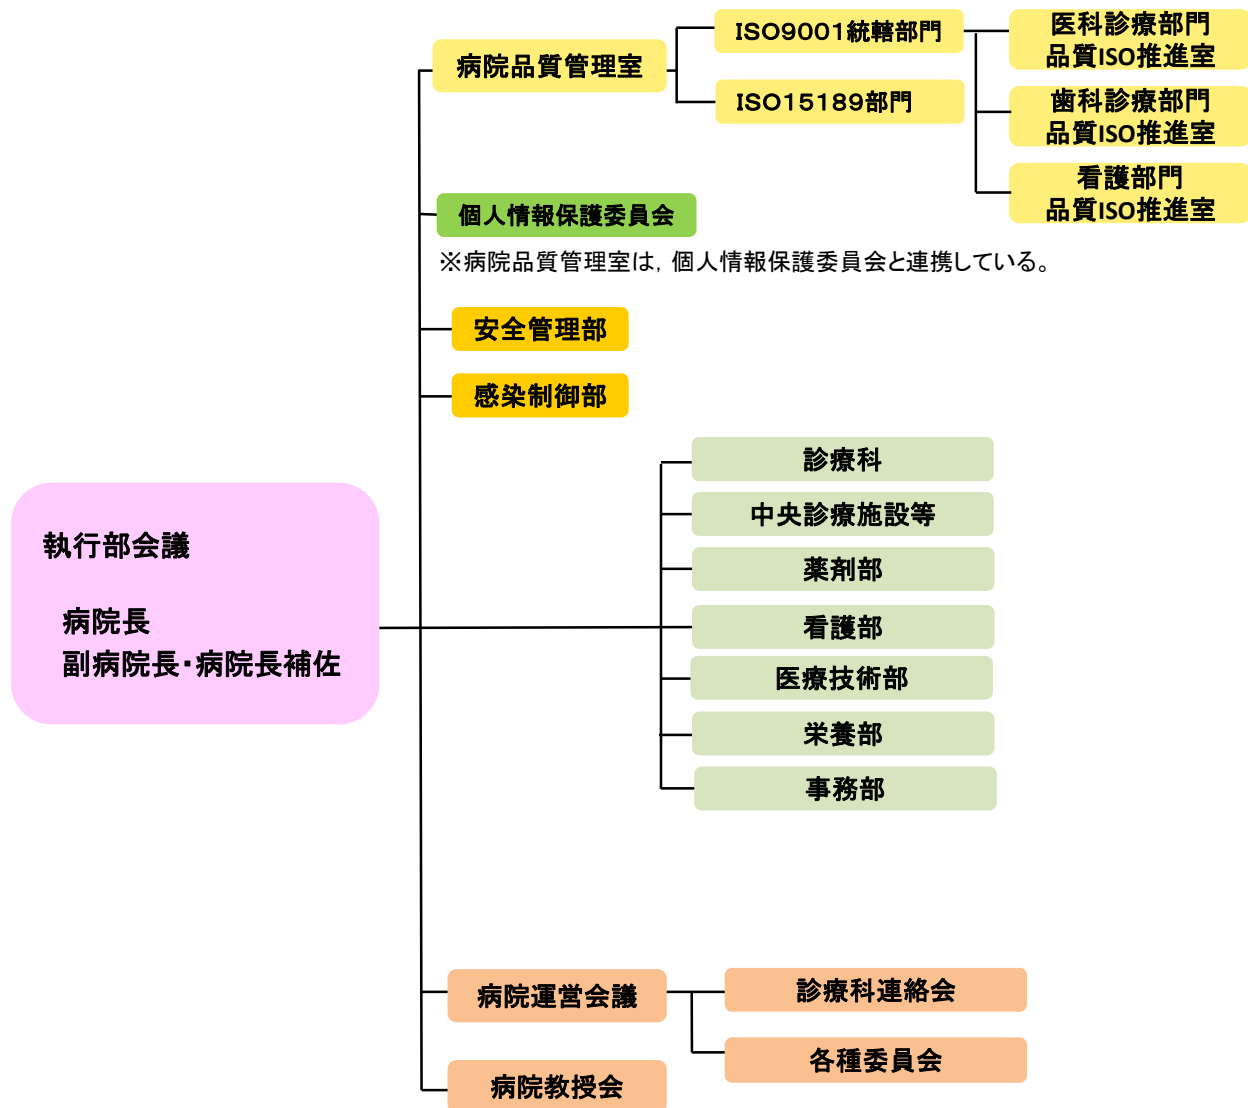 病院品質管理室
ISO9001統轄部門
ISO15189部門
医科診療部門
品質ISO推進室
歯科診療部門
品質ISO推進室
看護部門
品質ISO推進室
個人情報保護委員会
※病院品質管理室は，個人情報保護委員会と連携している。
安全管理部
感染制御部
執行部会議
病院長
副病院長・病院長補佐
診療科
中央診療施設等
薬剤部
看護部
医療技術部
栄養部
事務部
病院運営会議
診療科連絡会
各種委員会
病院教授会